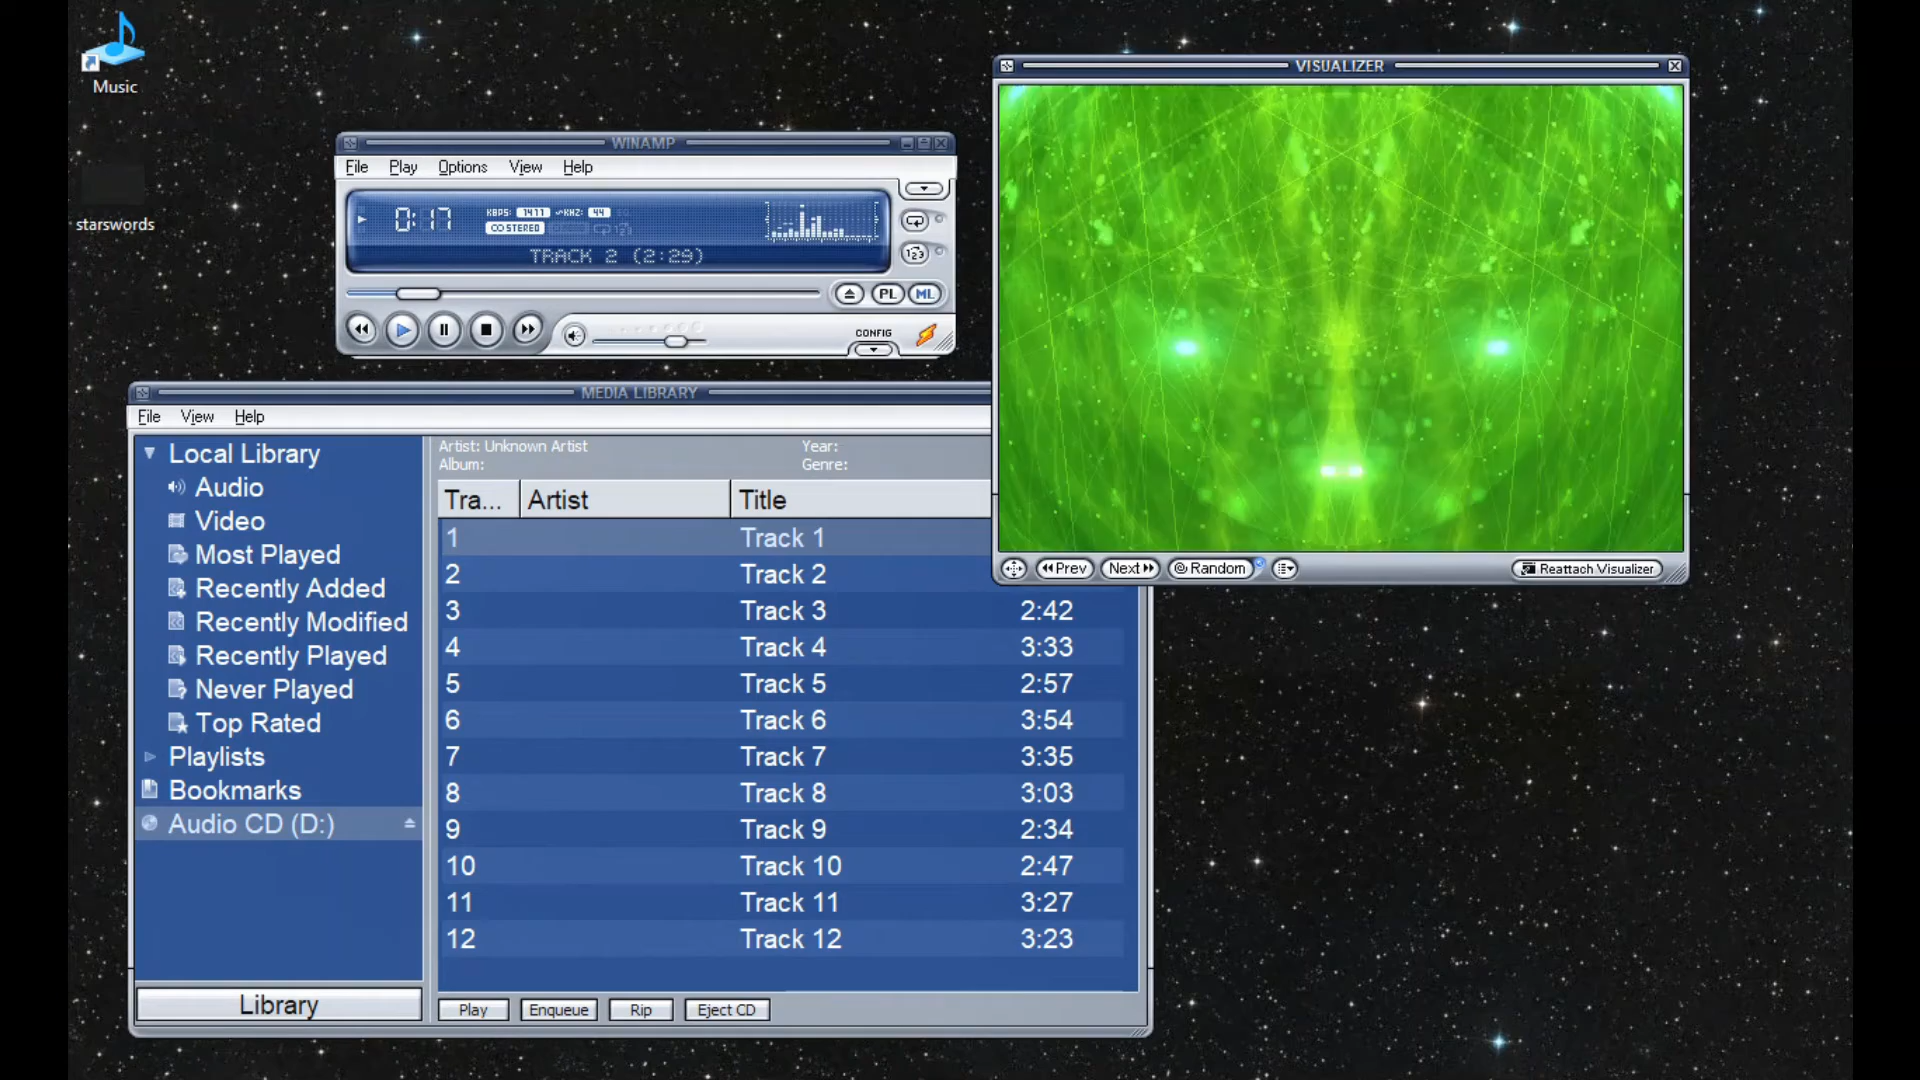 Music
starswords
WINAMP
File Play Options View Help
0:17
KBPS: 1411 KHZ: 44
STEREO
TRACK 2 (2:29)
123
PL ML
CONFIG
VISUALIZER
Prev Next Random Reattach Visualizer
MEDIA LIBRARY
File View Help
Local Library
Audio
Video
Most Played
Recently Added
Recently Modified
Recently Played
Never Played
Top Rated
Playlists
Bookmarks
Audio CD (D:)
Library
Artist: Unknown Artist Year:
Album: Genre:
Tra... Artist Title
1 Track 1
2 Track 2
3 Track 3 2:42
4 Track 4 3:33
5 Track 5 2:57
6 Track 6 3:54
7 Track 7 3:35
8 Track 8 3:03
9 Track 9 2:34
10 Track 10 2:47
11 Track 11 3:27
12 Track 12 3:23
Play Enqueue Rip Eject CD